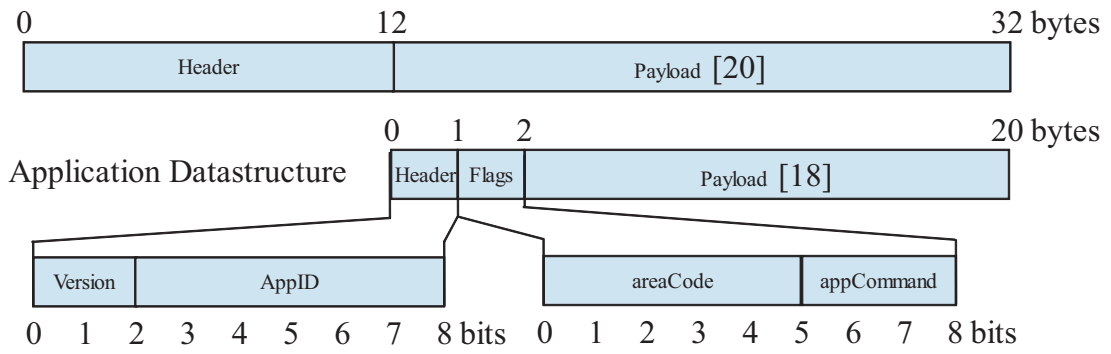 0 12 32 bytes
Header Payload [20]
0 1 2 20 bytes
Application Datastructure Header Flags Payload [18]
Version AppID areaCode appCommand
0 1 2 3 4 5 6 7 8 bits 0 1 2 3 4 5 6 7 8 bits